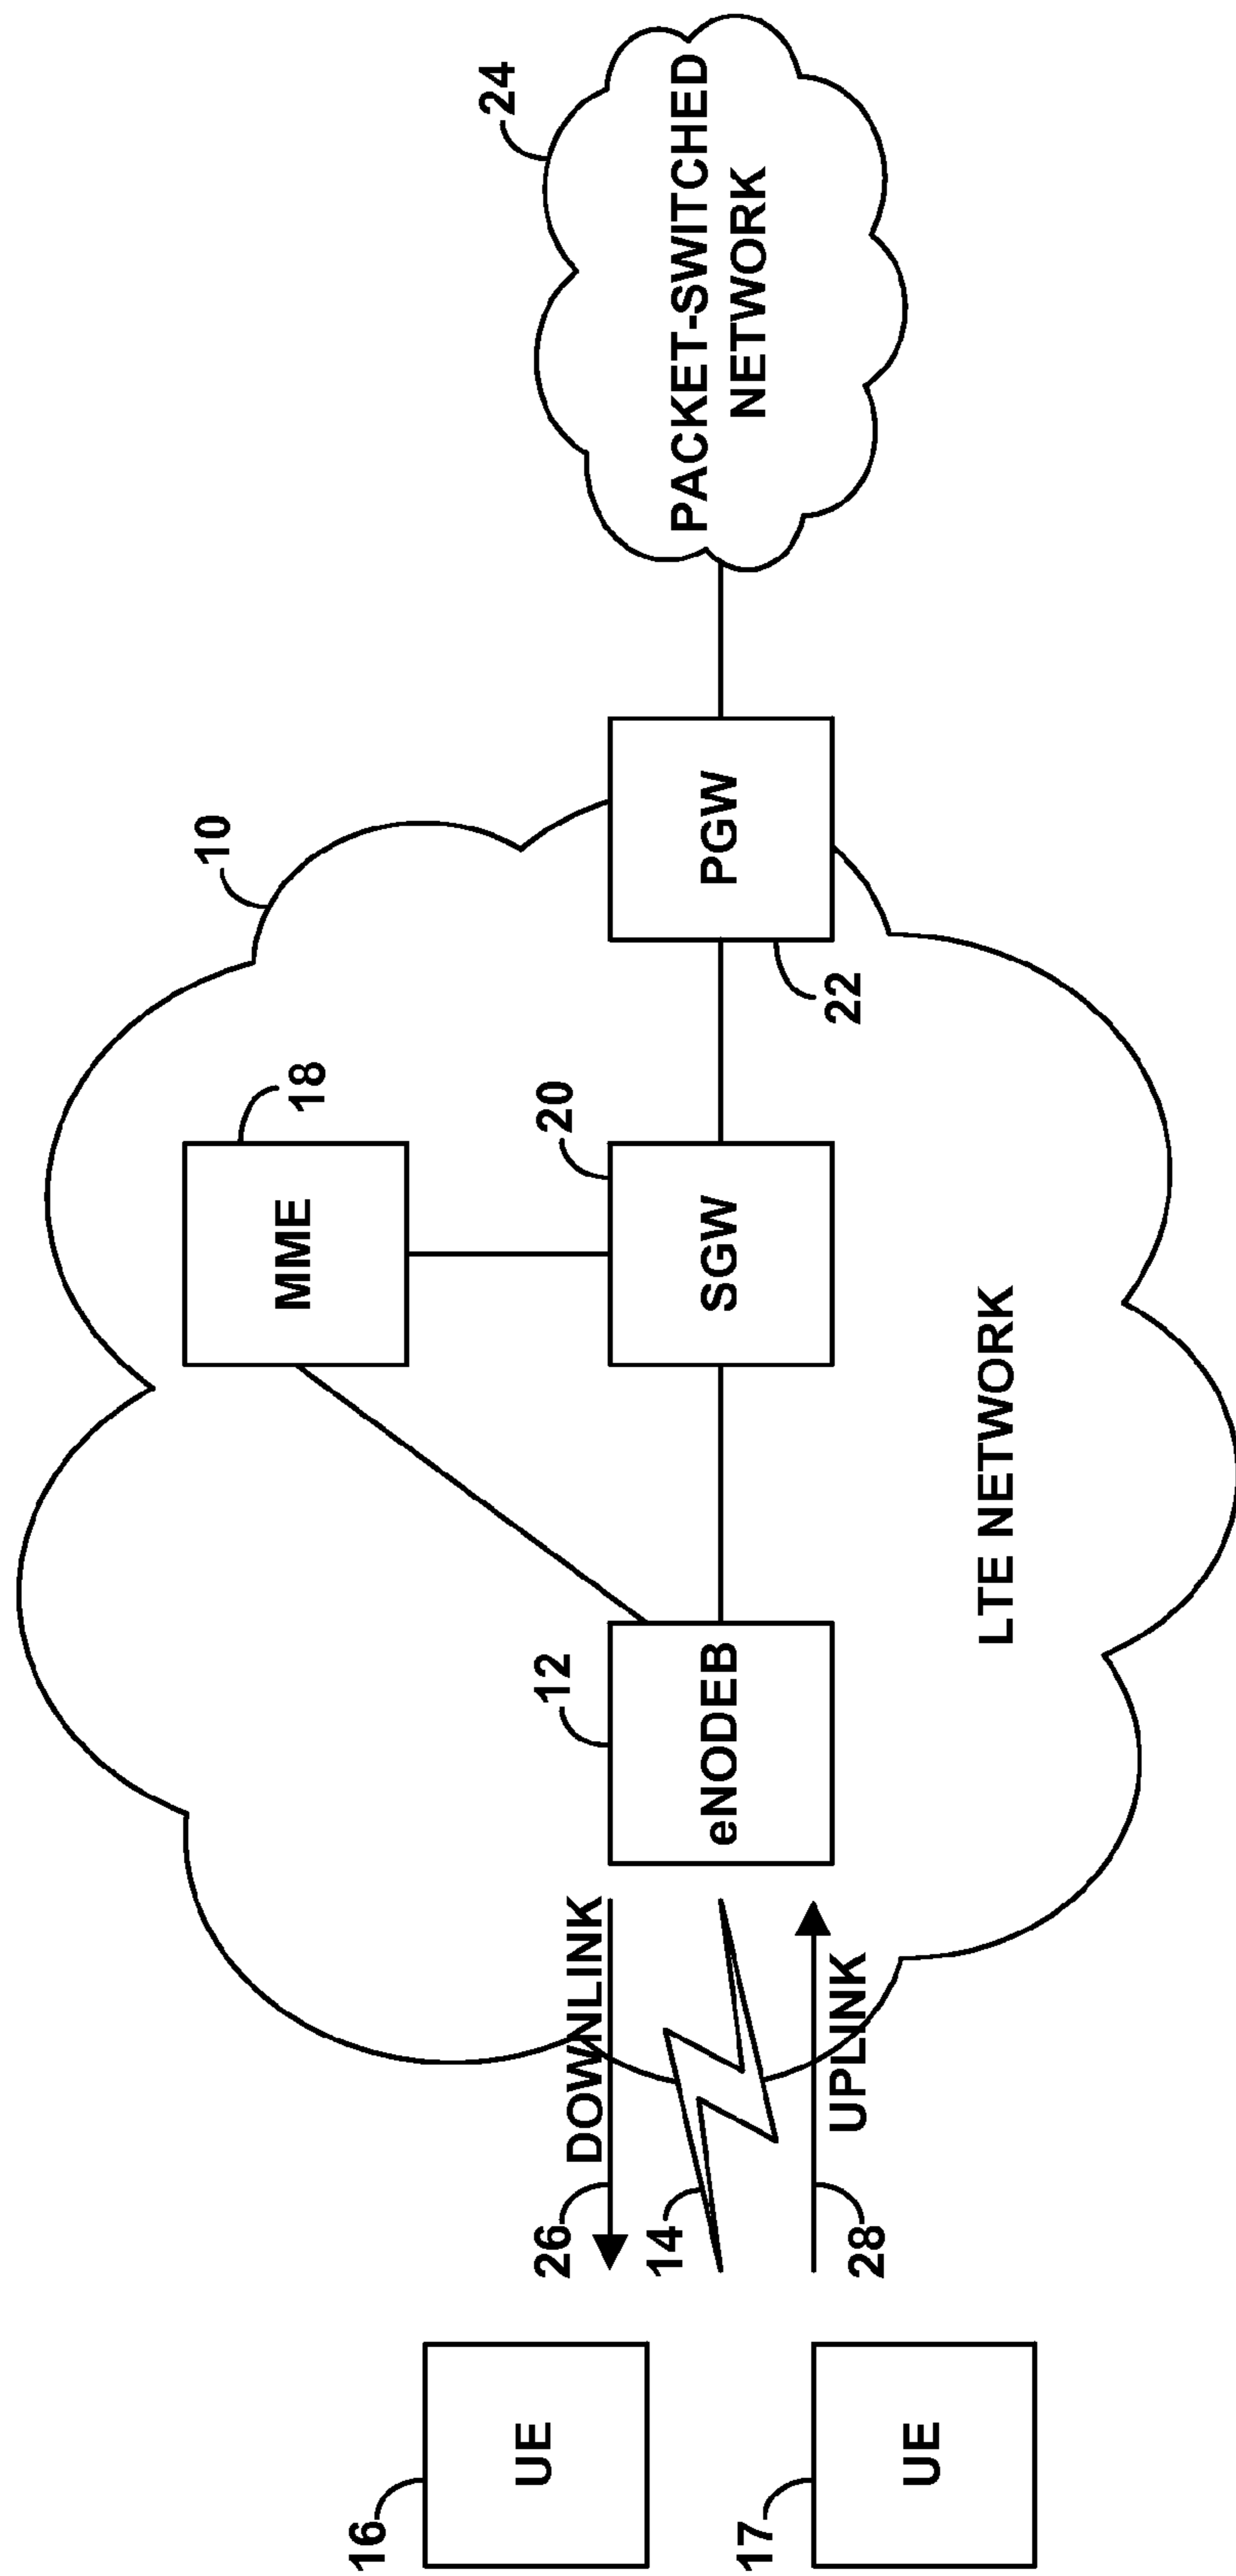 16
UE
17
UE
26
DOWNLINK
14
28
UPLINK
12
eNODEB
18
MME
20
SGW
LTE NETWORK
10
22
PGW
24
PACKET-SWITCHED
NETWORK